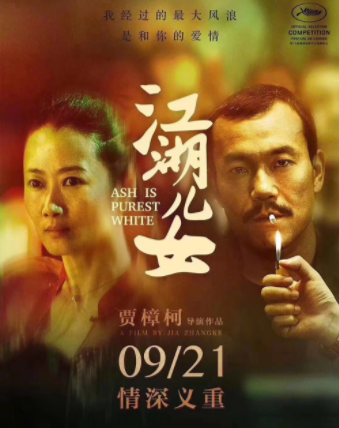 我经过的最大风浪
是和你的爱情
COMPETITION
江湖儿女
ASH IS
PUREST
WHITE
贾樟柯 导演作品
A FILM BY JIA ZHANGKE
09/21
情深义重